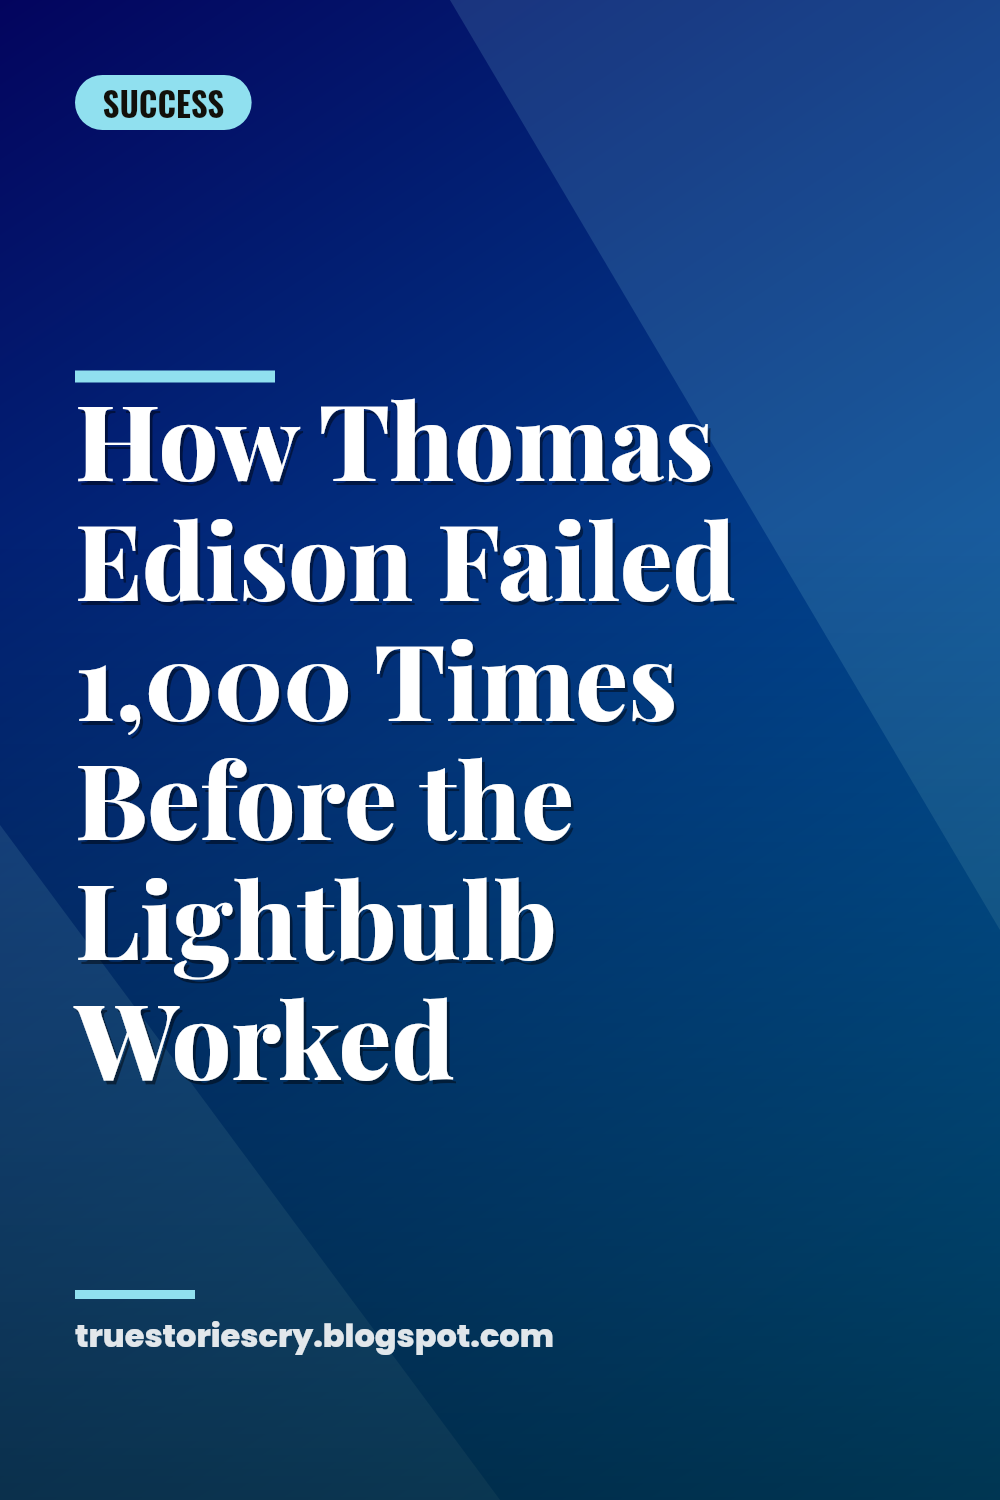 SUCCESS
How Thomas
Edison Failed
1,000 Times
Before the
Lightbulb
Worked
truestoriescry.blogspot.com